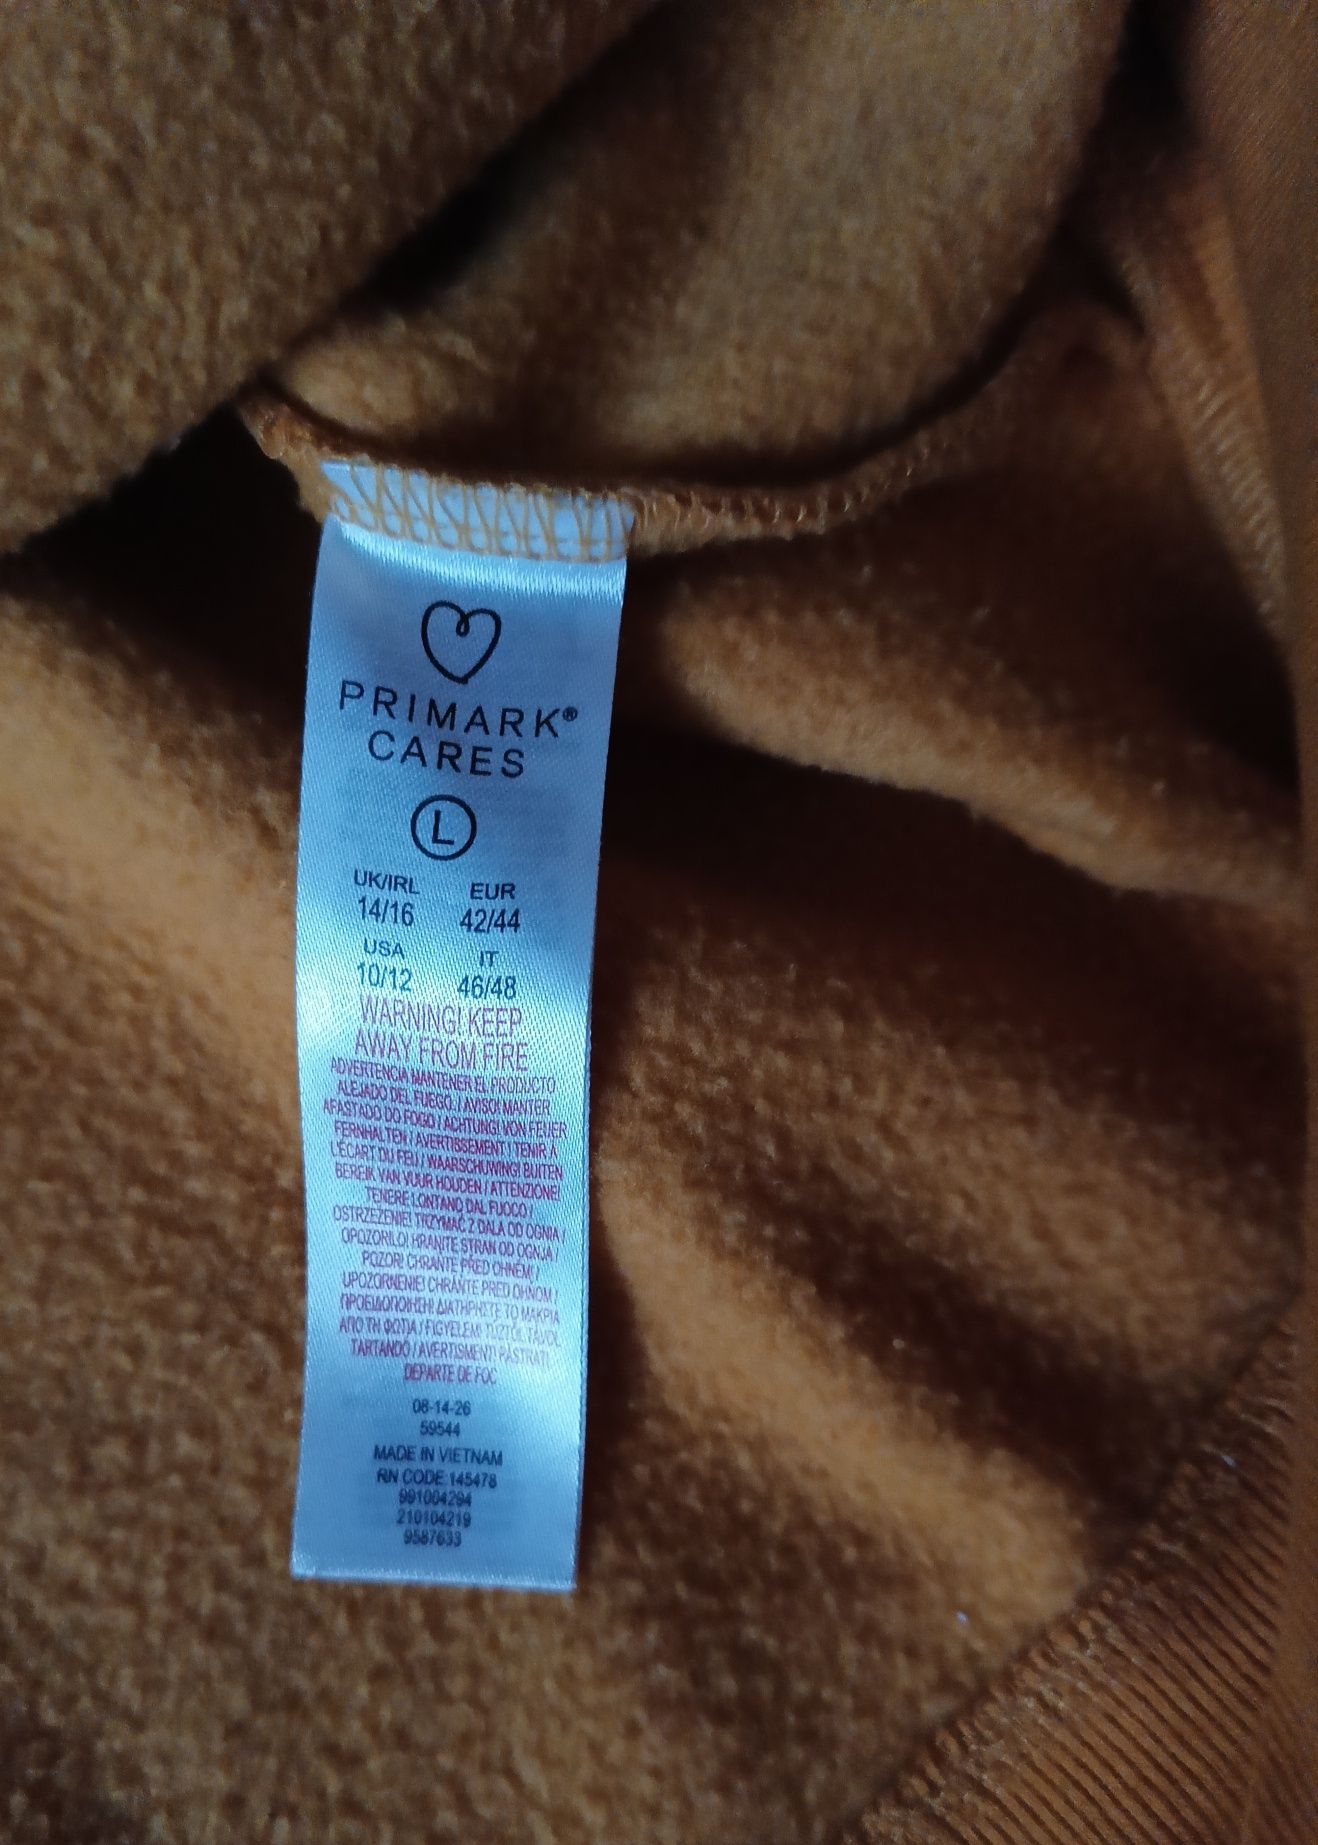 PRIMARK®
CARES
L
UK/IRL EUR
14/16 42/44
USA IT
10/12 46/48
WARNING! KEEP
AWAY FROM FIRE
ADVERTENCIA MANTENER EL PRODUCTO
ALEJADO DEL FUEGO. / AVISO! MANTER
AFASTADO DO FOGO / ACHTUNG! VON FEUER
FERNHALTEN / AVERTISSEMENT! TENIR À
L'ÉCART DU FEU / WAARSCHUWING! BUITEN
BEREIK VAN VUUR HOUDEN / ATTENZIONE!
TENERE LONTANO DAL FUOCO /
OSTRZEŻENIE! TRZYMAĆ Z DALA OD OGNIA /
OPOZORILO! HRANITE STRAN OD OGNJA /
POZOR! CHRAŇTE PŘED OHNĚM /
UPOZORNENIE! CHRÁŇTE PRED OHŇOM /
ΠΡΟΕΙΔΟΠΟΙΗΣΗ! ΔΙΑΤΗΡΗΣΤΕ ΤΟ ΜΑΚΡΙΑ
ΑΠΟ ΤΗ ΦΩΤΙΑ / FIGYELEM! TŰZTŐL TÁVOL
TARTANDÓ / AVERTISMENT! PĂSTRAȚI
DEPARTE DE FOC
08-14-26
59544
MADE IN VIETNAM
RN CODE:145478
991004294
210104219
9587633